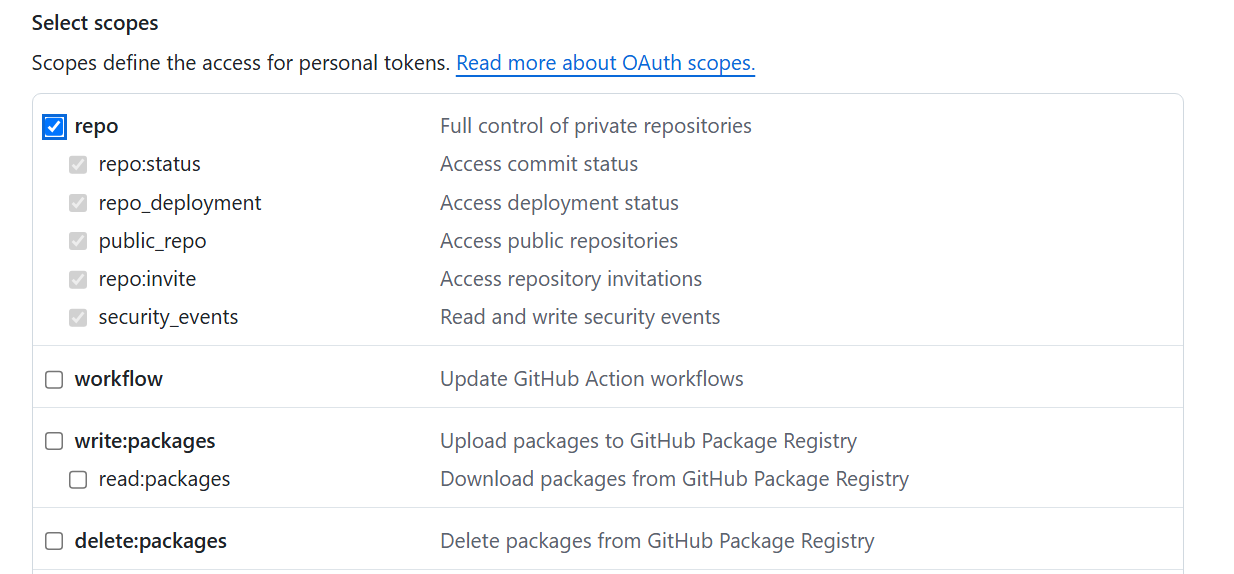 Select scopes
Scopes define the access for personal tokens. Read more about OAuth scopes.
repo Full control of private repositories
repo:status Access commit status
repo_deployment Access deployment status
public_repo Access public repositories
repo:invite Access repository invitations
security_events Read and write security events
workflow Update GitHub Action workflows
write:packages Upload packages to GitHub Package Registry
read:packages Download packages from GitHub Package Registry
delete:packages Delete packages from GitHub Package Registry